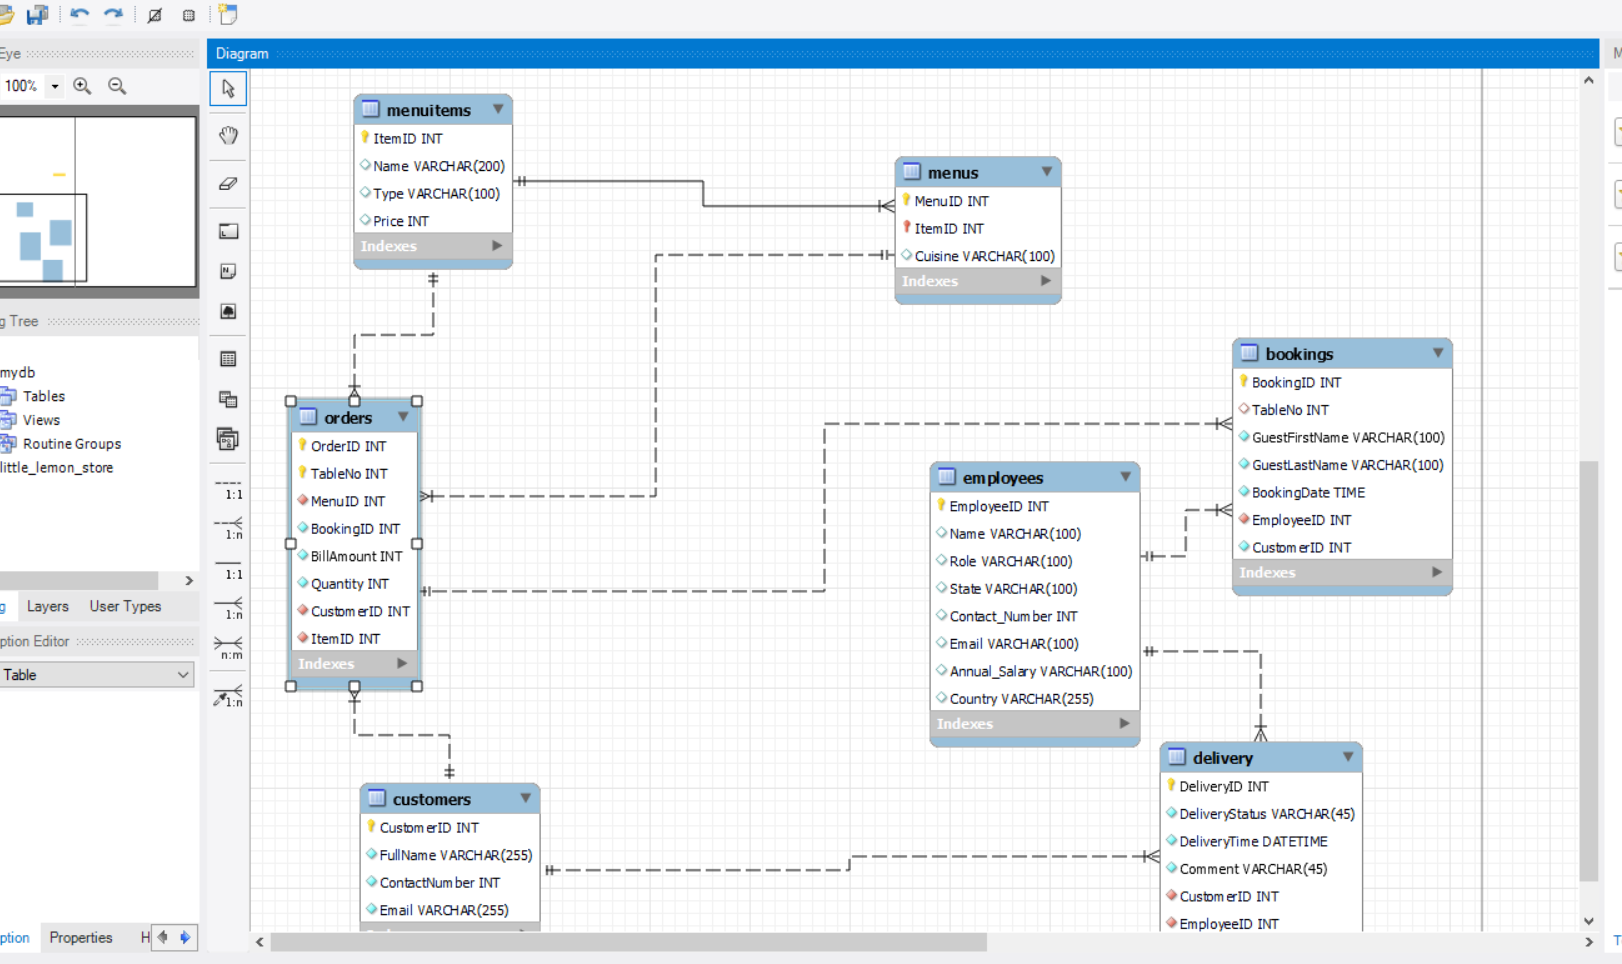 Eye
100%
g Tree
mydb
Tables
Views
Routine Groups
little_lemon_store
Layers
User Types
ption Editor
Table
ption
Properties
H
Diagram
1:1
1:n
1:1
1:n
n:m
1:n
menuitems
ItemID INT
Name VARCHAR(200)
Type VARCHAR(100)
Price INT
Indexes
menus
MenuID INT
ItemID INT
Cuisine VARCHAR(100)
Indexes
orders
OrderID INT
TableNo INT
MenuID INT
BookingID INT
BillAmount INT
Quantity INT
CustomerID INT
ItemID INT
Indexes
bookings
BookingID INT
TableNo INT
GuestFirstName VARCHAR(100)
GuestLastName VARCHAR(100)
BookingDate TIME
EmployeeID INT
CustomerID INT
Indexes
employees
EmployeeID INT
Name VARCHAR(100)
Role VARCHAR(100)
State VARCHAR(100)
Contact_Number INT
Email VARCHAR(100)
Annual_Salary VARCHAR(100)
Country VARCHAR(255)
Indexes
customers
CustomerID INT
FullName VARCHAR(255)
ContactNumber INT
Email VARCHAR(255)
delivery
DeliveryID INT
DeliveryStatus VARCHAR(45)
DeliveryTime DATETIME
Comment VARCHAR(45)
CustomerID INT
EmployeeID INT